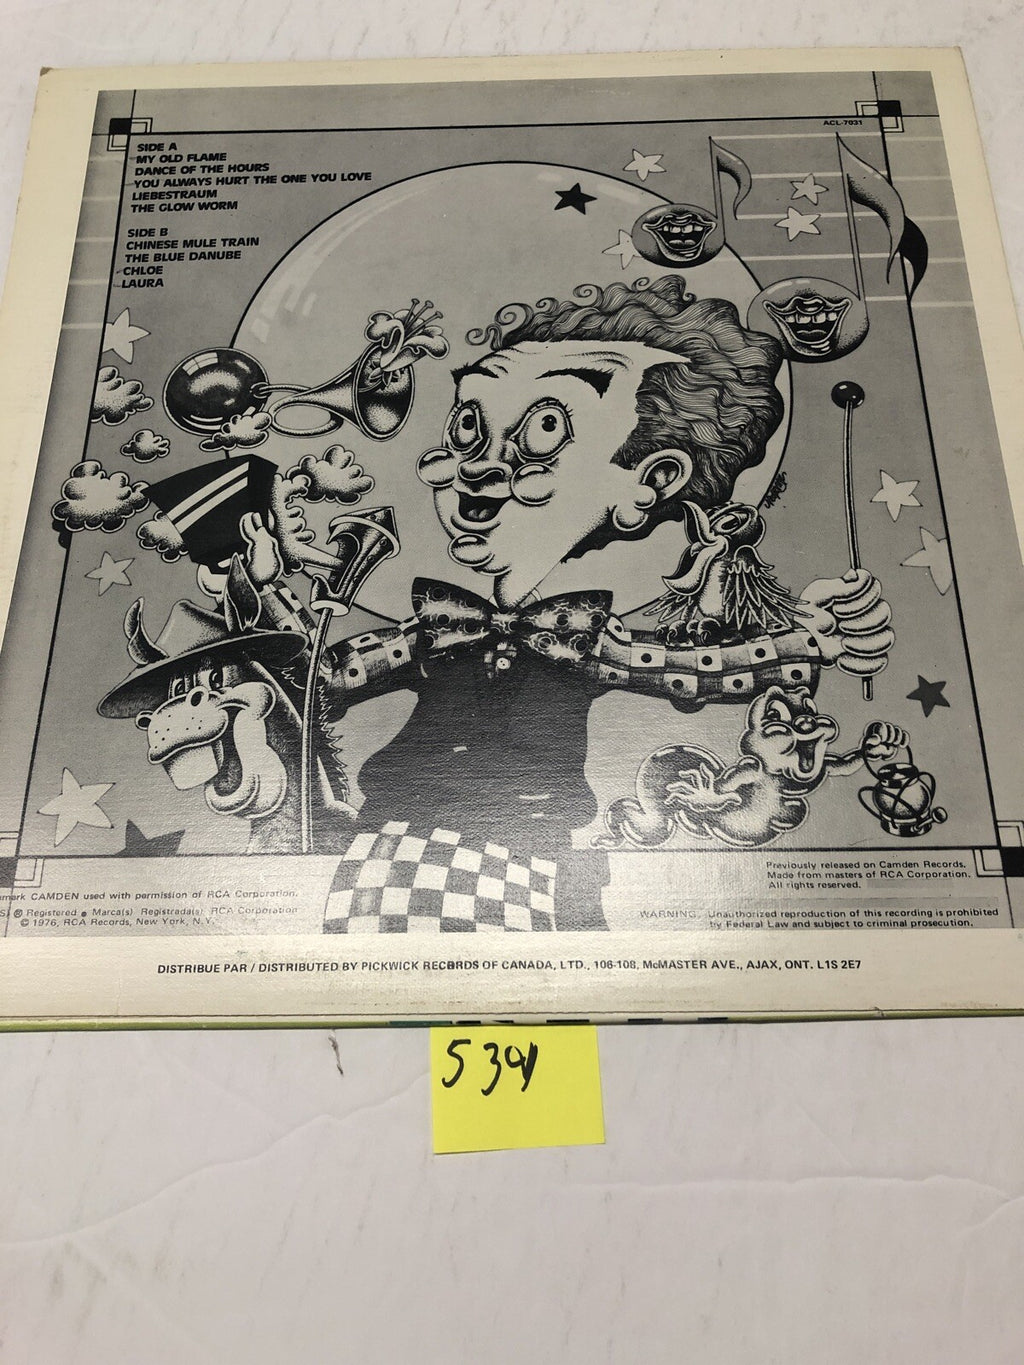 ACL-7031
SIDE A
MY OLD FLAME
DANCE OF THE HOURS
YOU ALWAYS HURT THE ONE YOU LOVE
LIEBESTRAUM
THE GLOW WORM
SIDE B
CHINESE MULE TRAIN
THE BLUE DANUBE
CHLOE
LAURA
CAMDEN used with permission of RCA Corporation.
® Registered ● Marca(s) Registrada(s) RCA Corporation
© 1976, RCA Records, New York, N.Y.
Previously released on Camden Records.
Made from masters of RCA Corporation.
All rights reserved.
WARNING: Unauthorized reproduction of this recording is prohibited
by Federal Law and subject to criminal prosecution.
DISTRIBUE PAR / DISTRIBUTED BY PICKWICK RECORDS OF CANADA, LTD., 106-108, McMASTER AVE., AJAX, ONT. L1S 2E7